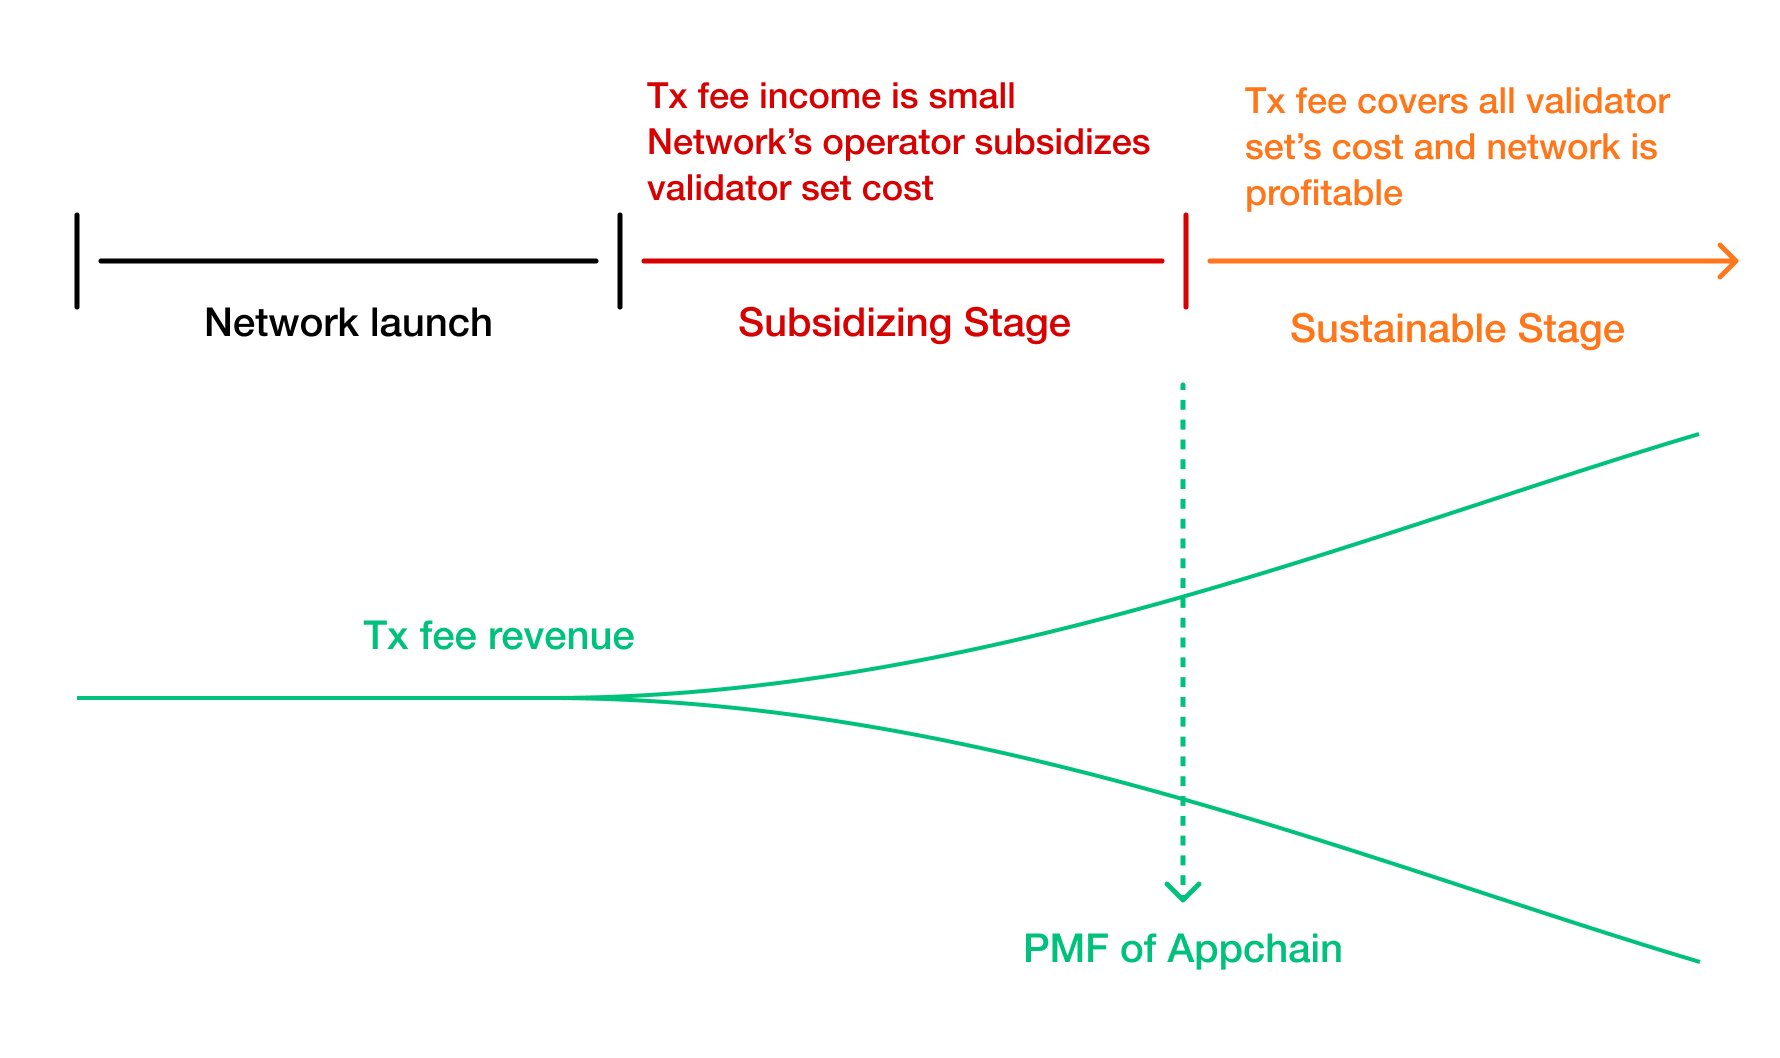 Tx fee income is small
Network’s operator subsidizes
validator set cost
Tx fee covers all validator
set’s cost and network is
profitable
Network launch
Subsidizing Stage
Sustainable Stage
Tx fee revenue
PMF of Appchain